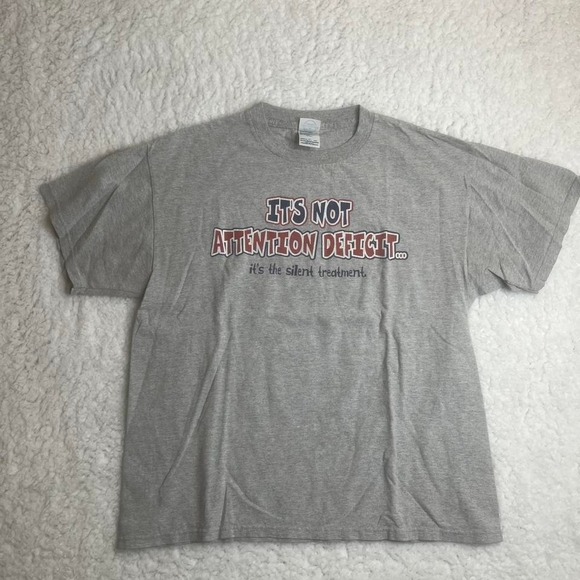 IT'S NOT
ATTENTION DEFICIT...
it's the silent treatment.